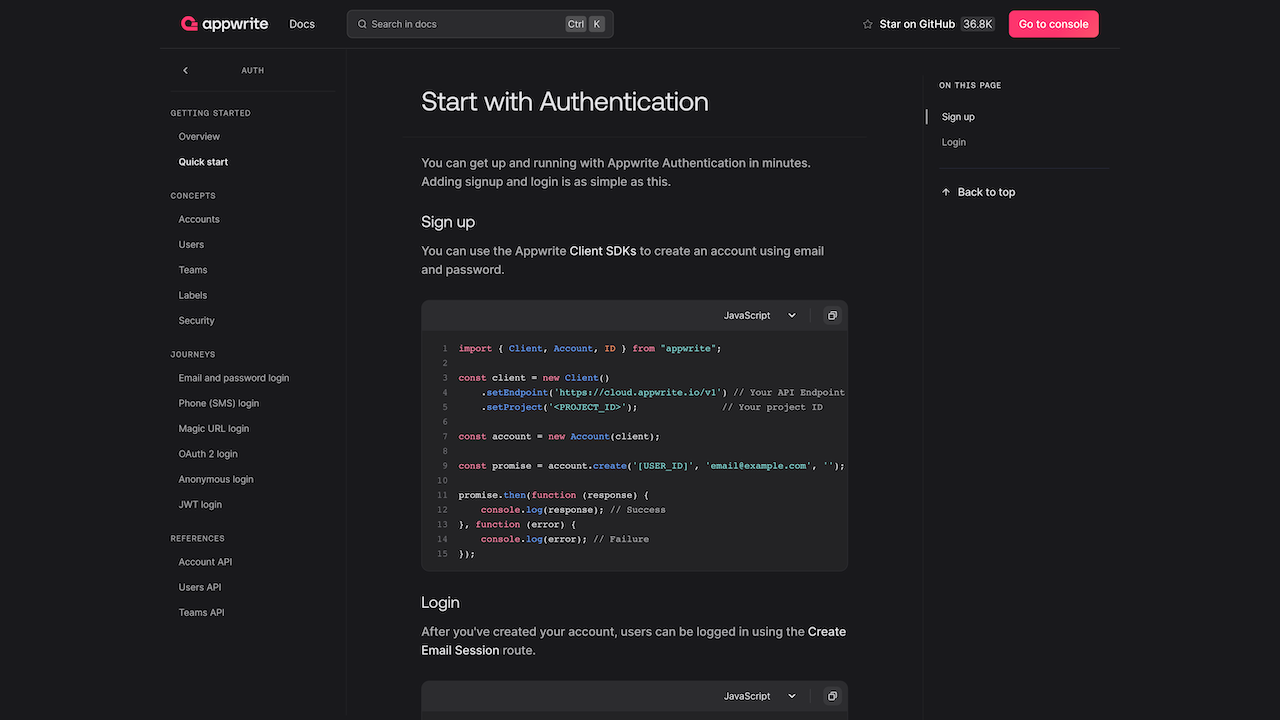 appwrite
Docs
Search in docs
Ctrl K
Star on GitHub 36.8K
Go to console
AUTH
GETTING STARTED
Overview
Quick start
CONCEPTS
Accounts
Users
Teams
Labels
Security
JOURNEYS
Email and password login
Phone (SMS) login
Magic URL login
OAuth 2 login
Anonymous login
JWT login
REFERENCES
Account API
Users API
Teams API
Start with Authentication
You can get up and running with Appwrite Authentication in minutes.
Adding signup and login is as simple as this.
Sign up
You can use the Appwrite Client SDKs to create an account using email
and password.
JavaScript
1 import { Client, Account, ID } from "appwrite";
2
3 const client = new Client()
4     .setEndpoint('https://cloud.appwrite.io/v1') // Your API Endpoint
5     .setProject('<PROJECT_ID>');               // Your project ID
6
7 const account = new Account(client);
8
9 const promise = account.create('[USER_ID]', 'email@example.com', '');
10
11 promise.then(function (response) {
12     console.log(response); // Success
13 }, function (error) {
14     console.log(error); // Failure
15 });
Login
After you've created your account, users can be logged in using the Create
Email Session route.
JavaScript
ON THIS PAGE
Sign up
Login
Back to top